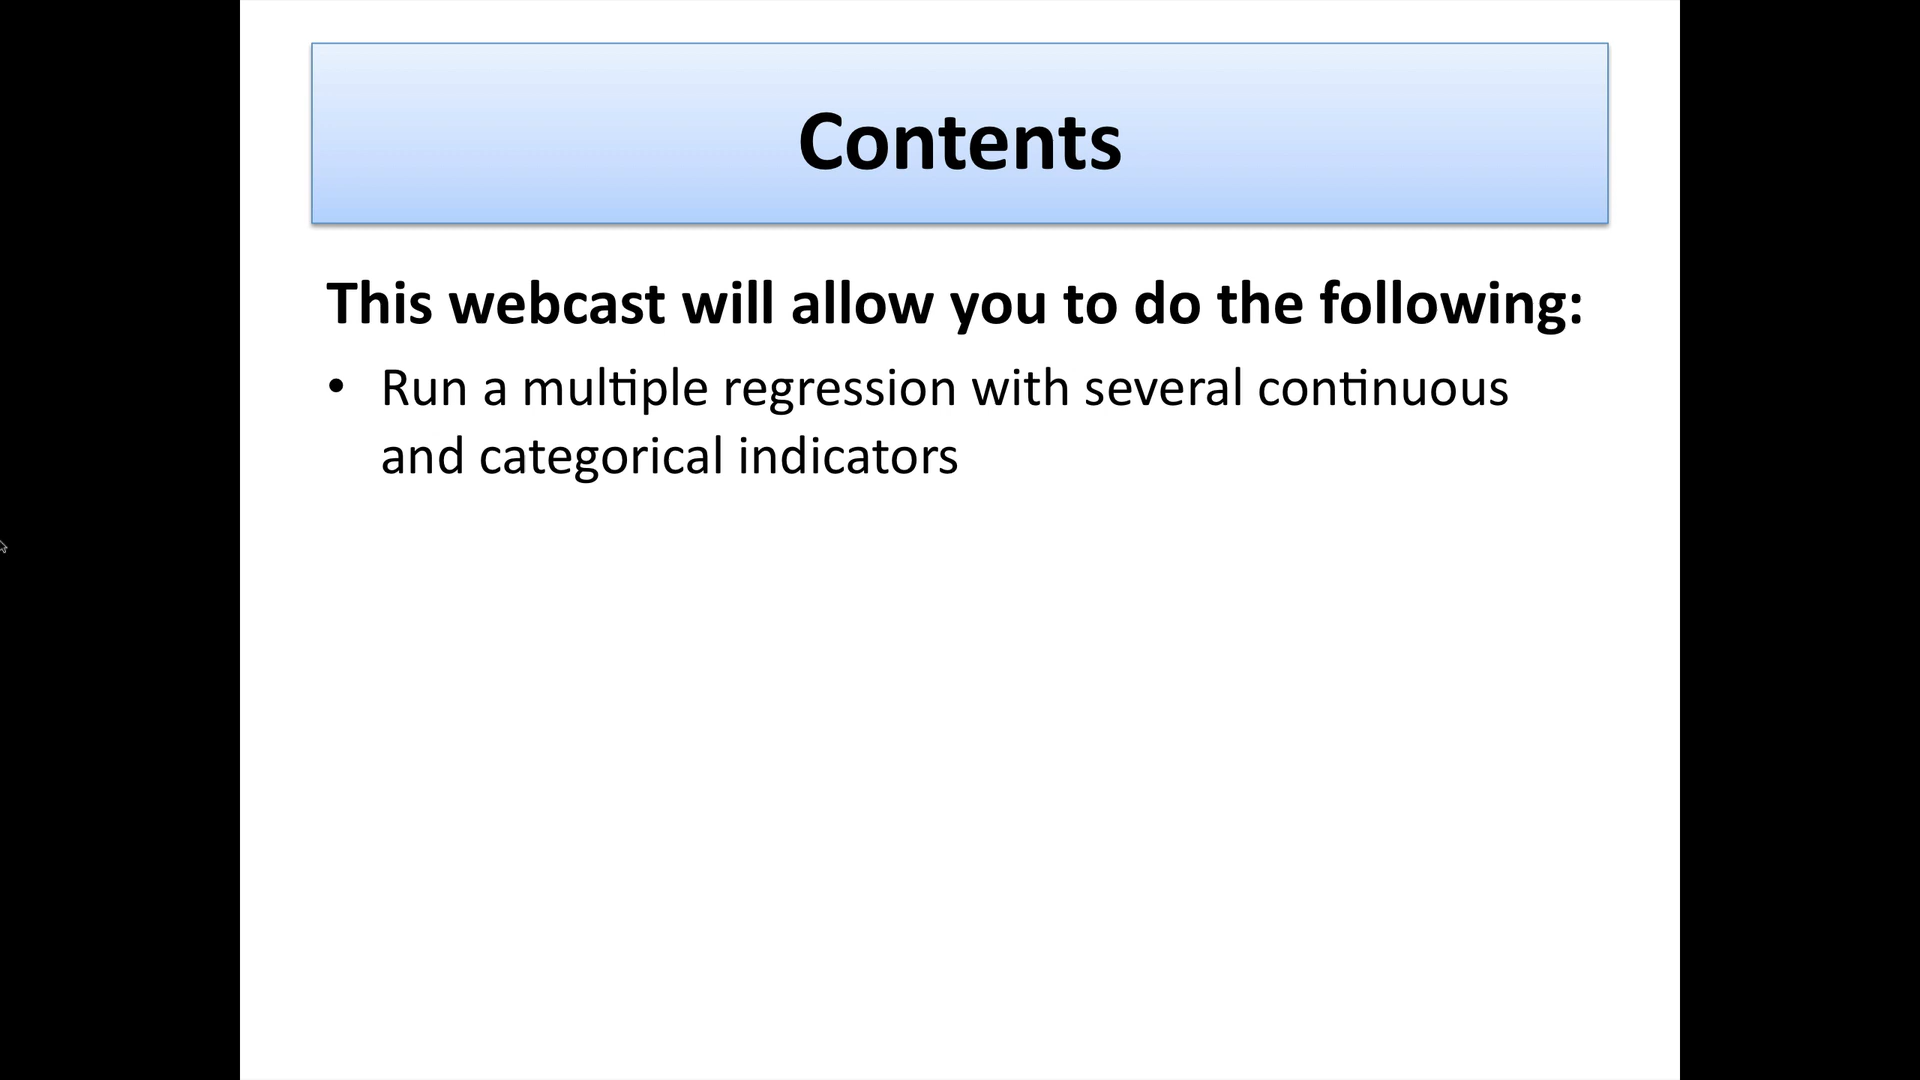 Contents
This webcast will allow you to do the following:
• Run a multiple regression with several continuous
and categorical indicators